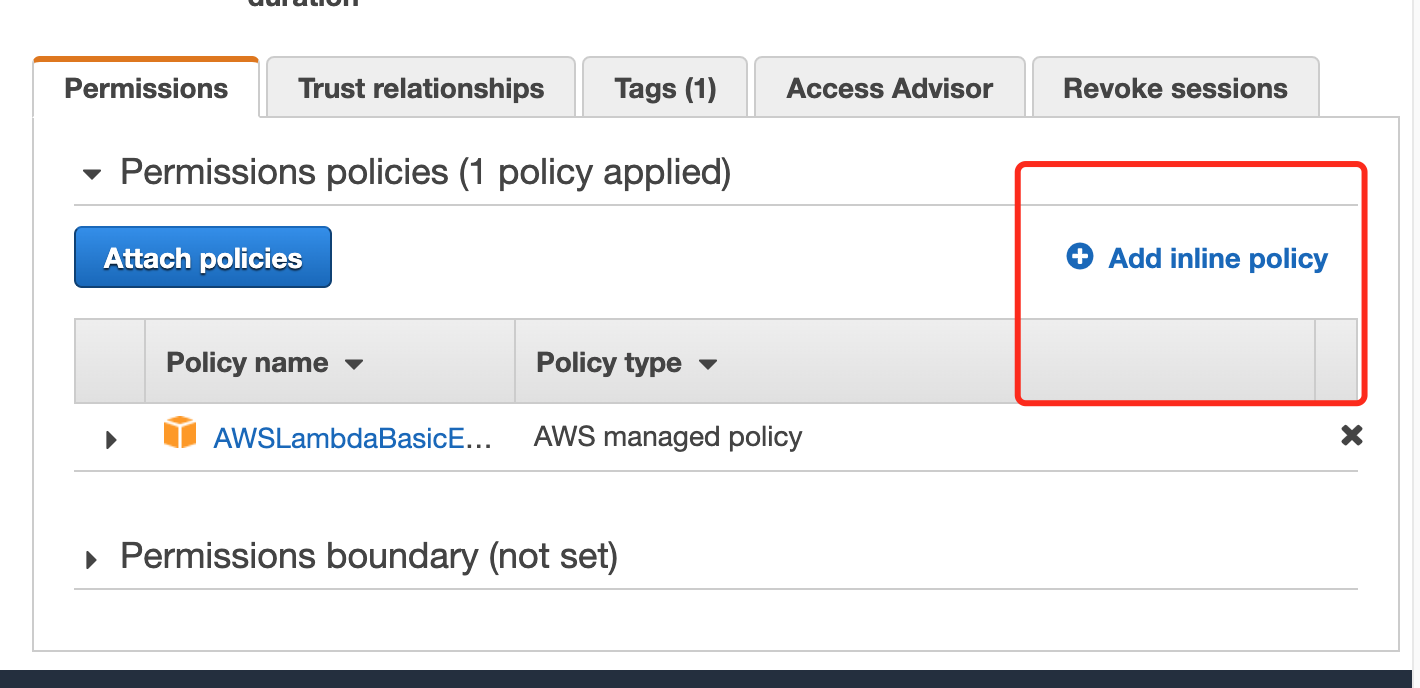 duration
Permissions
Trust relationships
Tags (1)
Access Advisor
Revoke sessions
Permissions policies (1 policy applied)
Attach policies
Add inline policy
Policy name
Policy type
AWSLambdaBasicE...
AWS managed policy
Permissions boundary (not set)